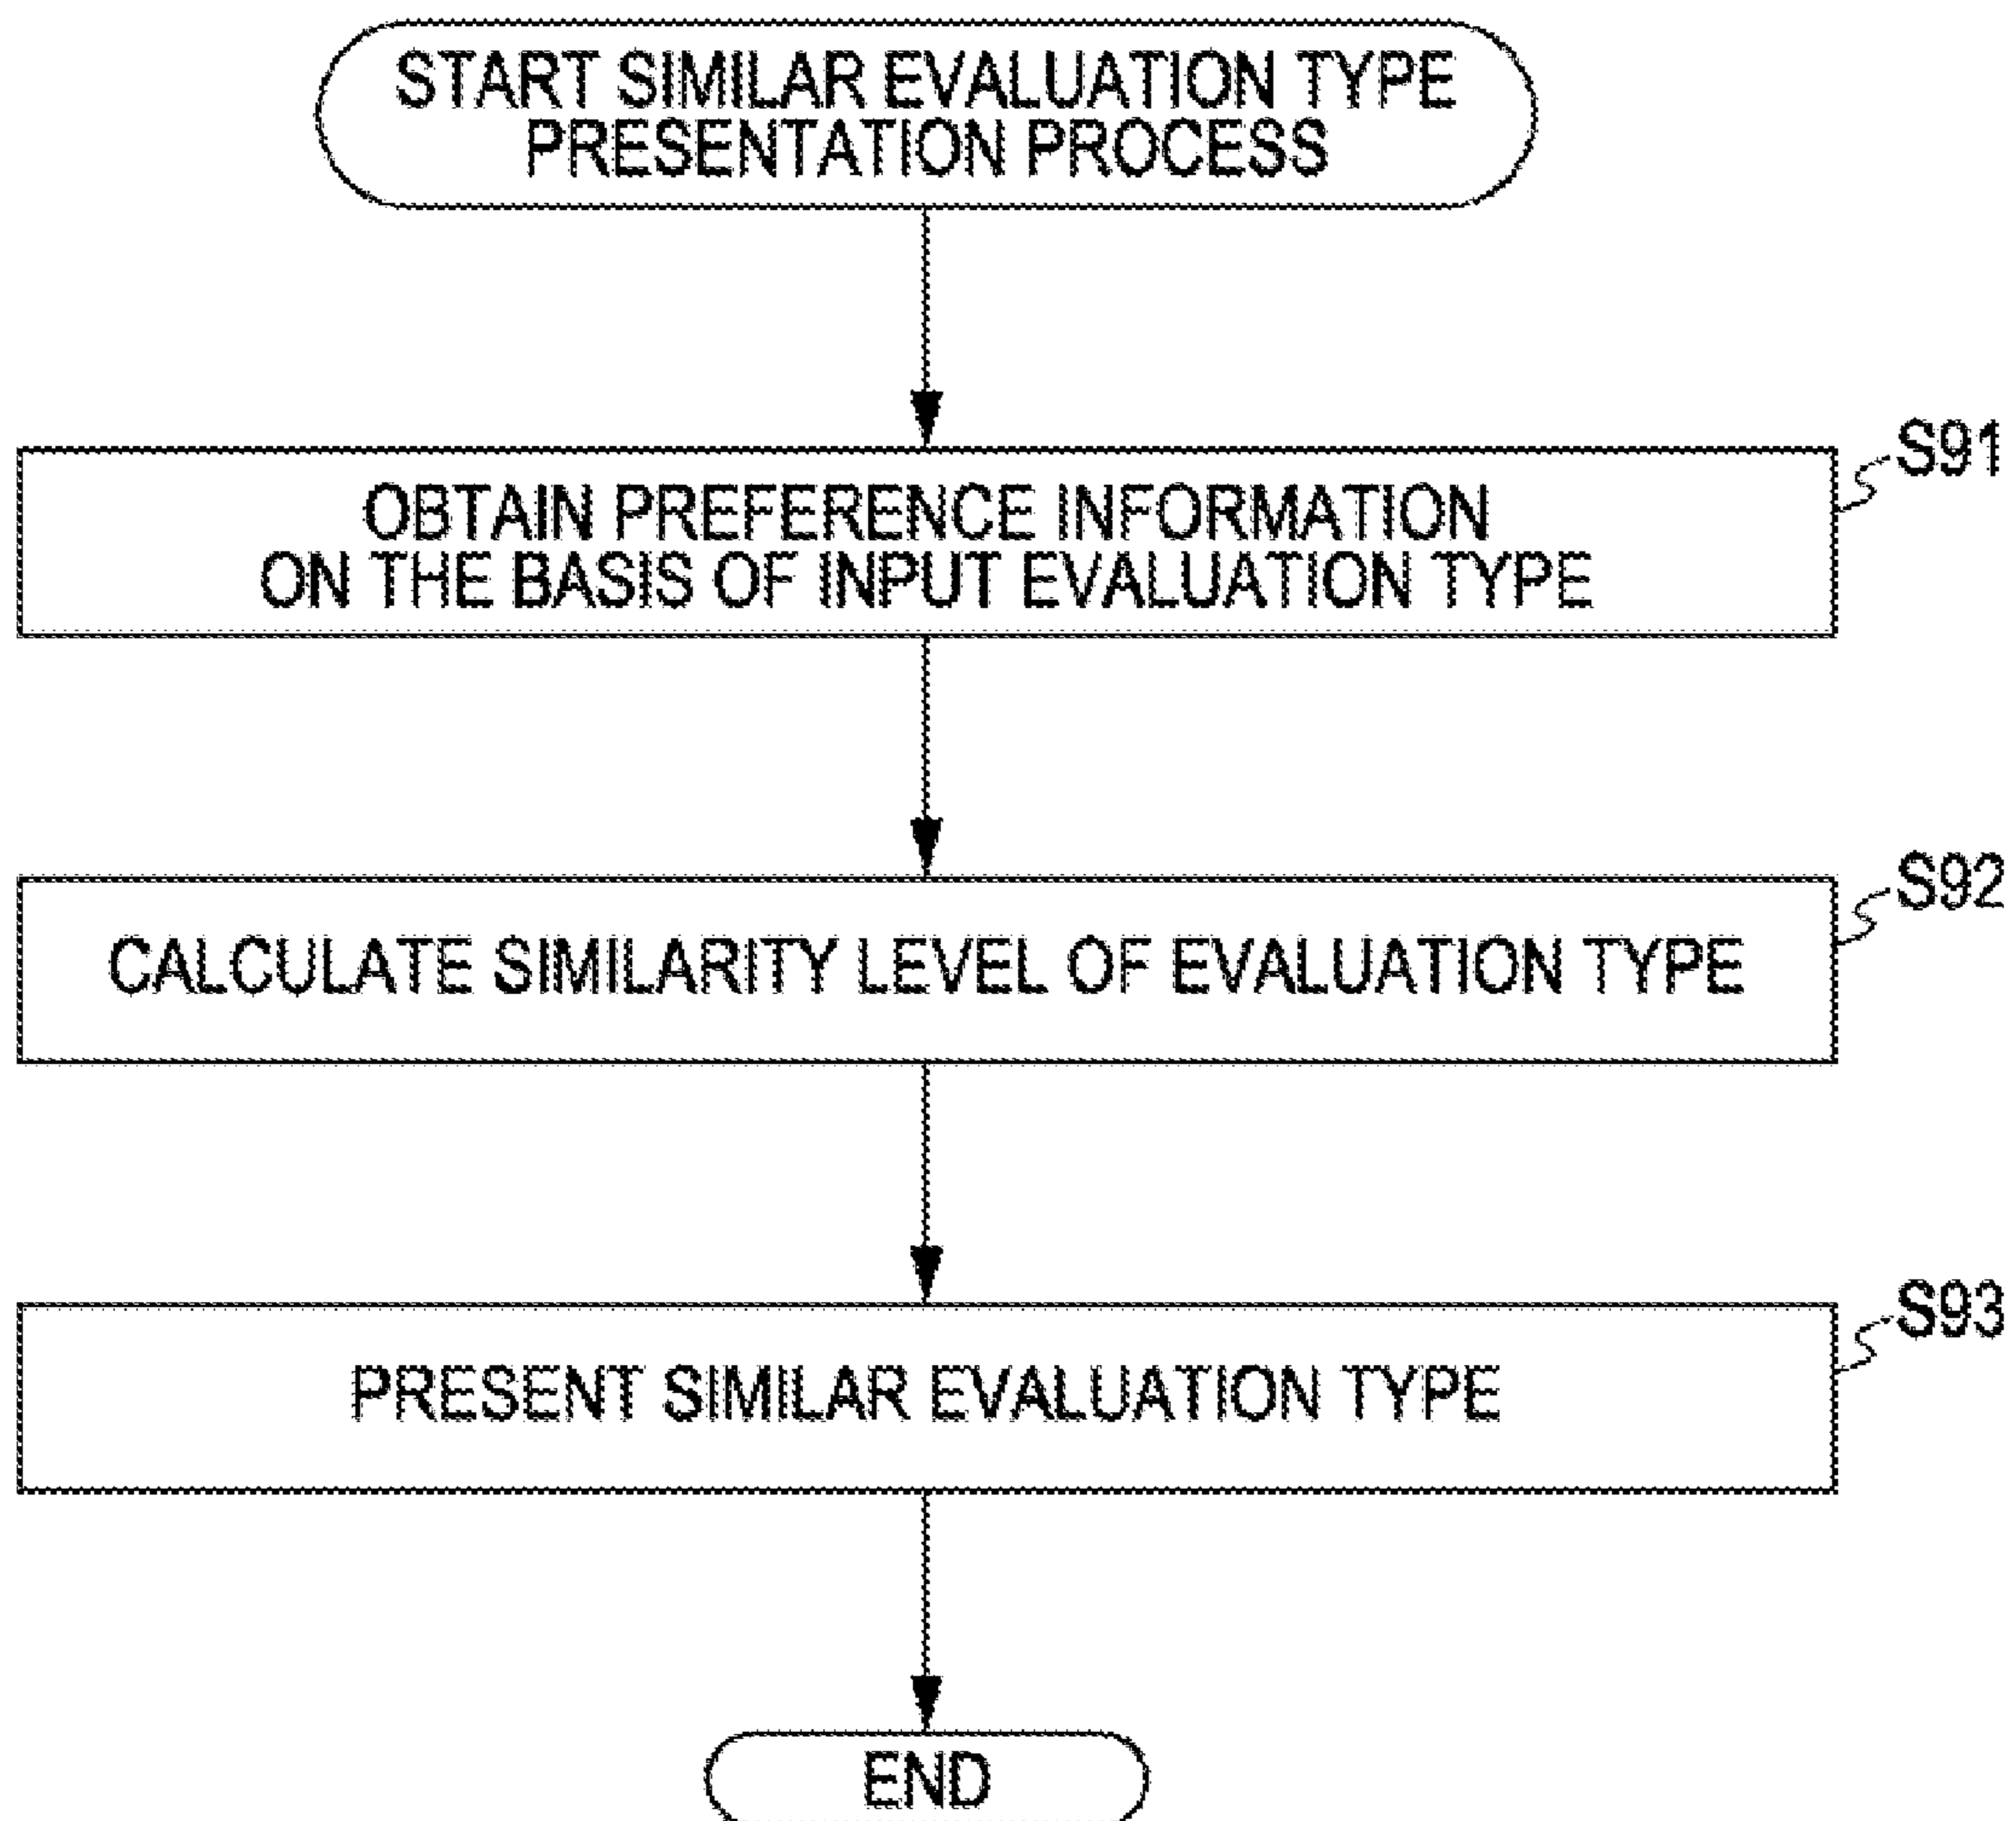 START SIMILAR EVALUATION TYPE
PRESENTATION PROCESS
S91
OBTAIN PREFERENCE INFORMATION
ON THE BASIS OF INPUT EVALUATION TYPE
S92
CALCULATE SIMILARITY LEVEL OF EVALUATION TYPE
S93
PRESENT SIMILAR EVALUATION TYPE
END